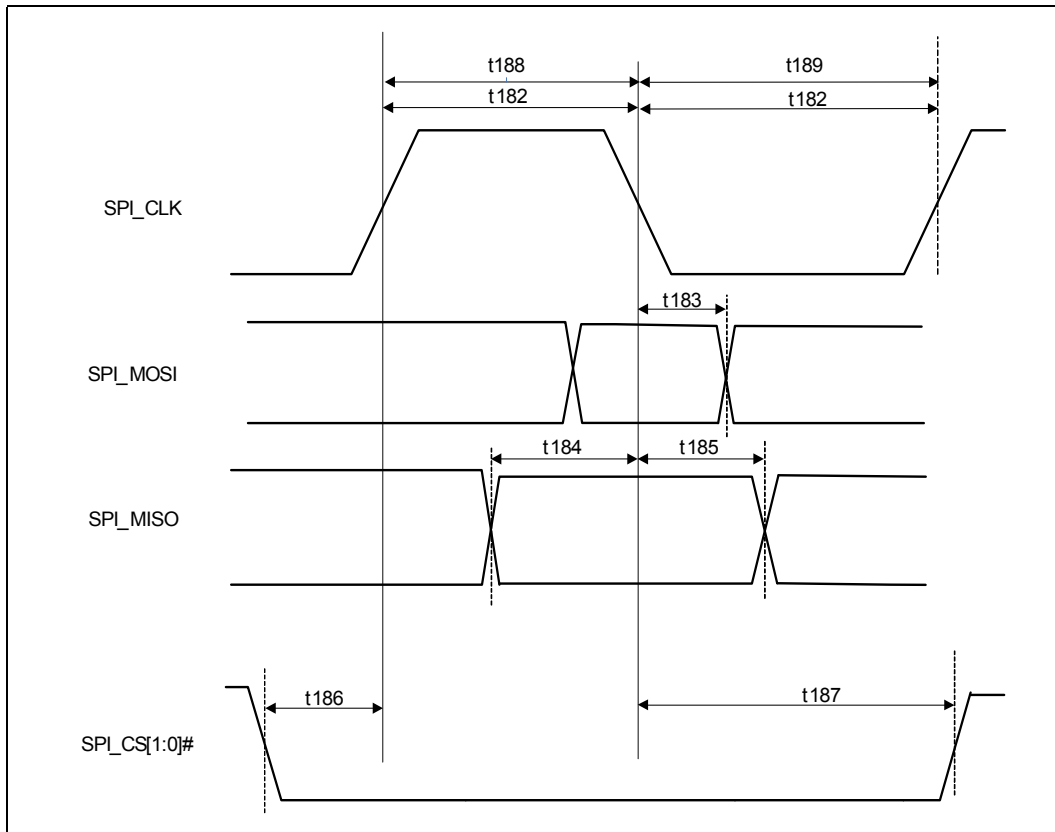 t188
t189
t182
t182
SPI_CLK
t183
SPI_MOSI
t184
t185
SPI_MISO
t186
t187
SPI_CS[1:0]#